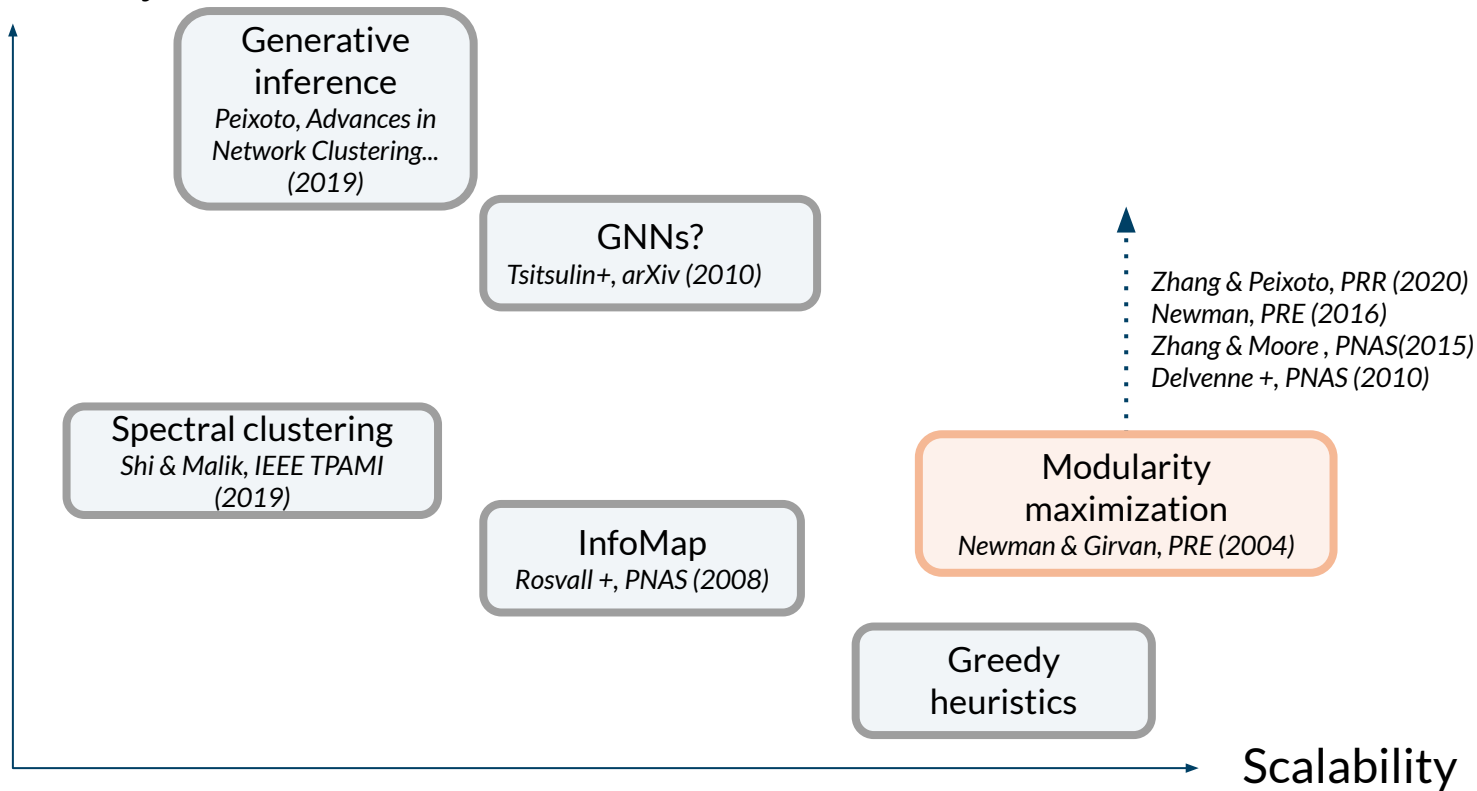 Generative
inference
Peixoto, Advances in
Network Clustering...
(2019)
GNNs?
Tsitsulin+, arXiv (2010)
Zhang & Peixoto, PRR (2020)
Newman, PRE (2016)
Zhang & Moore , PNAS(2015)
Delvenne +, PNAS (2010)
Spectral clustering
Shi & Malik, IEEE TPAMI
(2019)
Modularity
maximization
Newman & Girvan, PRE (2004)
InfoMap
Rosvall +, PNAS (2008)
Greedy
heuristics
Scalability